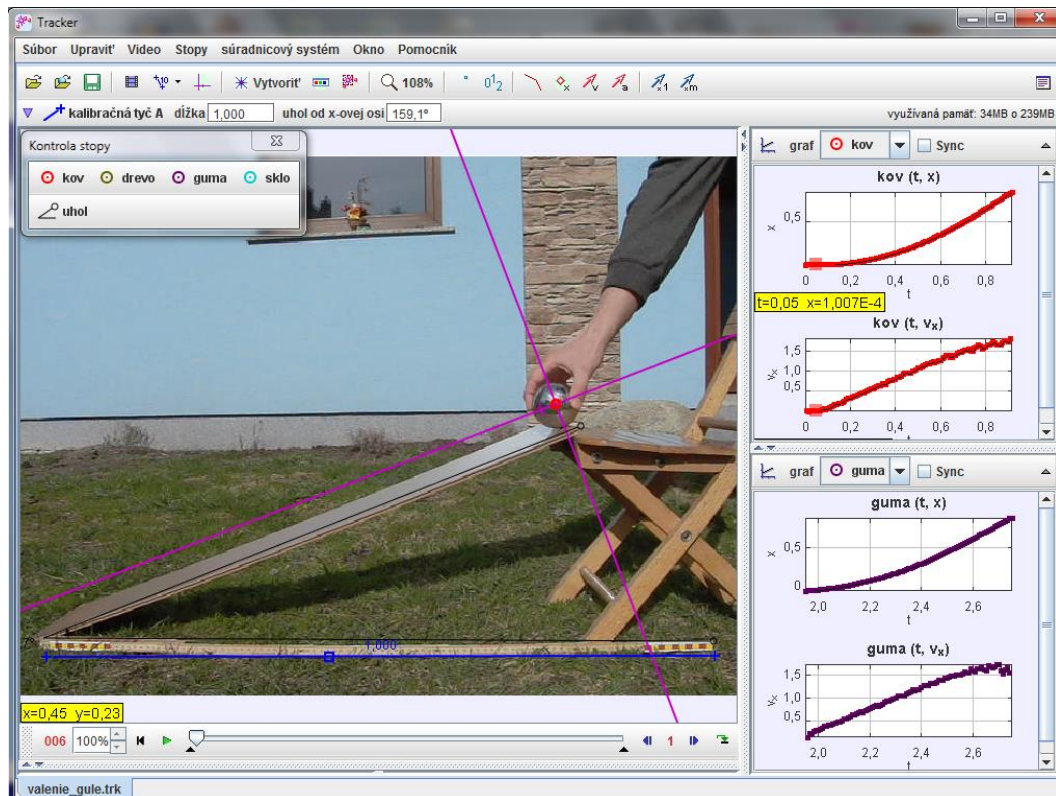 Tracker
Súbor Upraviť Video Stopy súradnicový systém Okno Pomocník
Vytvoriť 108%
kalibračná tyč A dĺžka 1,000 uhol od x-ovej osi 159,1° využívaná pamäť: 34MB o 239MB
Kontrola stopy
kov drevo guma sklo
uhol
1,000
x=0,45 y=0,23
006 100% 1
valenie_gule.trk
graf kov Sync
kov (t, x)
0,5
x
0 0,2 0,4 0,6 0,8
t
t=0,05 x=1,007E-4
kov (t, vx)
1,5
1,0
0,5
vx
0 0,2 0,4 0,6 0,8
t
graf guma Sync
guma (t, x)
0,5
x
0
2,0 2,2 2,4 2,6
t
guma (t, vx)
1,5
1,0
0,5
vx
2,0 2,2 2,4 2,6
t